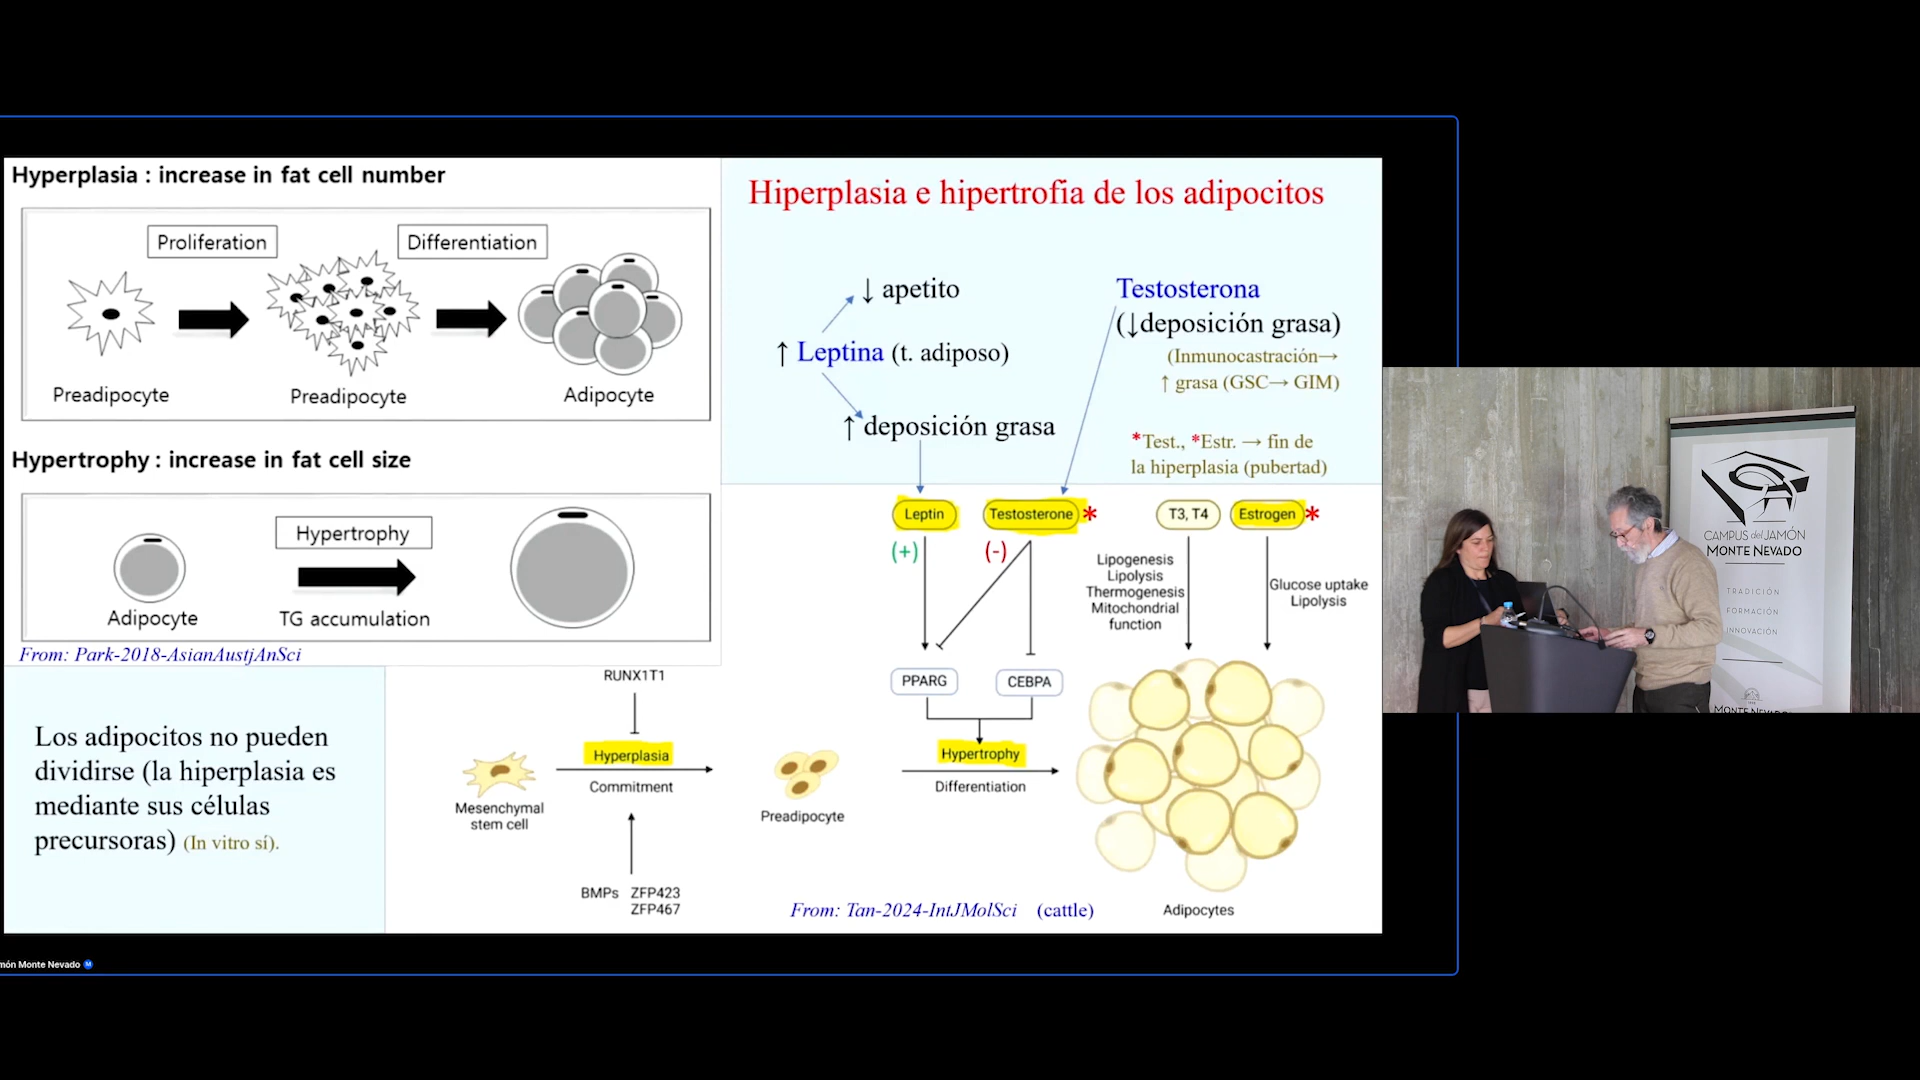 Hyperplasia : increase in fat cell number
Proliferation
Differentiation
Preadipocyte
Preadipocyte
Adipocyte
Hypertrophy : increase in fat cell size
Hypertrophy
Adipocyte
TG accumulation
From: Park-2018-AsianAustjAnSci
Hiperplasia e hipertrofia de los adipocitos
↓ apetito
↑ Leptina (t. adiposo)
↑ deposición grasa
Testosterona
(↓deposición grasa)
(Inmunocastración→
↑ grasa (GSC→ GIM)
*Test., *Estr. → fin de
la hiperplasia (pubertad)
Leptin
Testosterone *
T3, T4
Estrogen *
(+)
(-)
Lipogenesis
Lipolysis
Thermogenesis
Mitochondrial
function
Glucose uptake
Lipolysis
PPARG
CEBPA
RUNX1T1
Hyperplasia
Commitment
Hypertrophy
Differentiation
Mesenchymal
stem cell
Preadipocyte
BMPs ZFP423
ZFP467
From: Tan-2024-IntJMolSci (cattle)
Adipocytes
Los adipocitos no pueden
dividirse (la hiperplasia es
mediante sus células
precursoras) (In vitro sí).
món Monte Nevado M
CAMPUS del JAMÓN
MONTE NEVADO
TRADICIÓN
FORMACIÓN
INNOVACIÓN
MONTE NEVADO